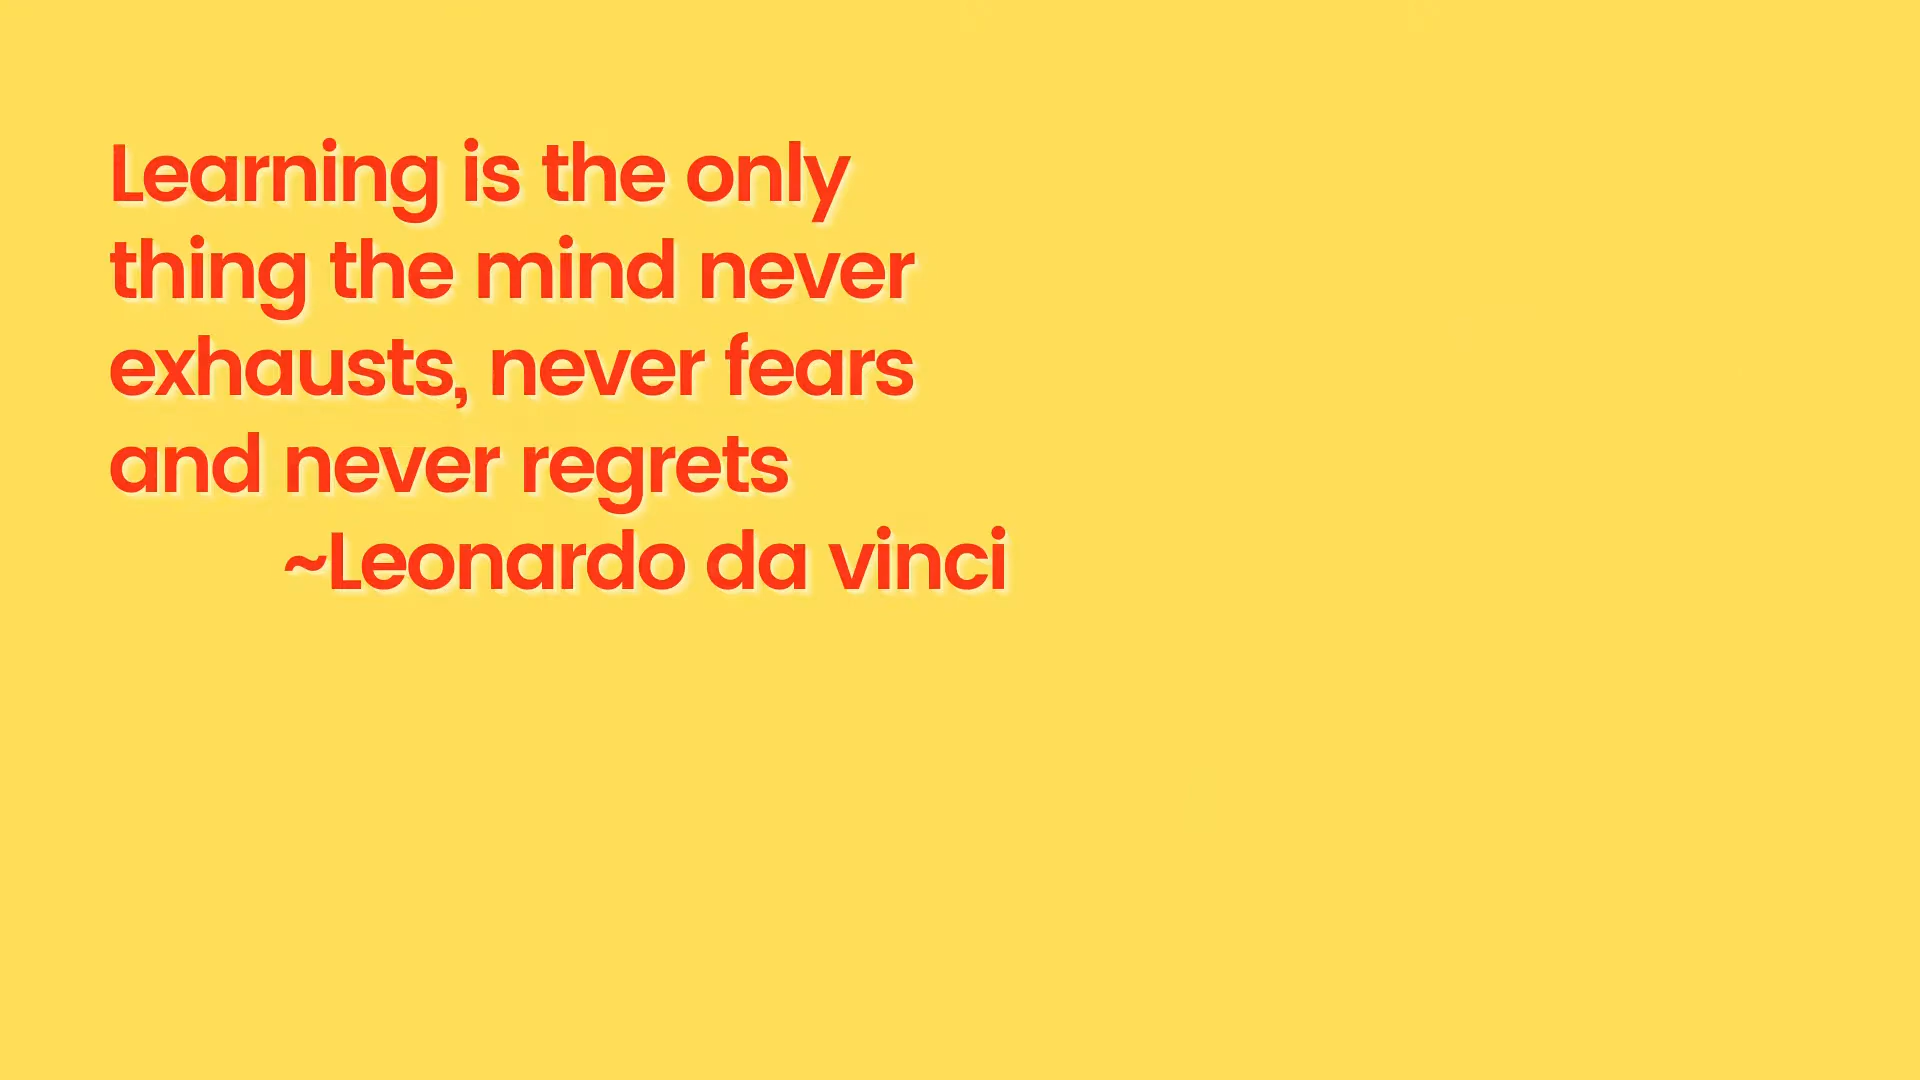 Learning is the only
thing the mind never
exhausts, never fears
and never regrets
~Leonardo da vinci